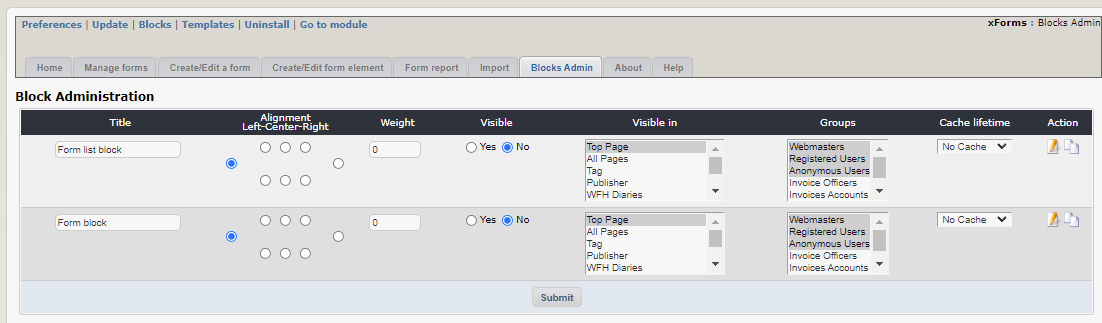 Preferences | Update | Blocks | Templates | Uninstall | Go to module
xForms : Blocks Admin
Home
Manage forms
Create/Edit a form
Create/Edit form element
Form report
Import
Blocks Admin
About
Help
Block Administration
Title
Alignment
Left-Center-Right
Weight
Visible
Visible in
Groups
Cache lifetime
Action
Form list block
0
Yes No
Top Page
All Pages
Tag
Publisher
WFH Diaries
Webmasters
Registered Users
Anonymous Users
Invoice Officers
Invoices Accounts
No Cache
Form block
0
Yes No
Top Page
All Pages
Tag
Publisher
WFH Diaries
Webmasters
Registered Users
Anonymous Users
Invoice Officers
Invoices Accounts
No Cache
Submit